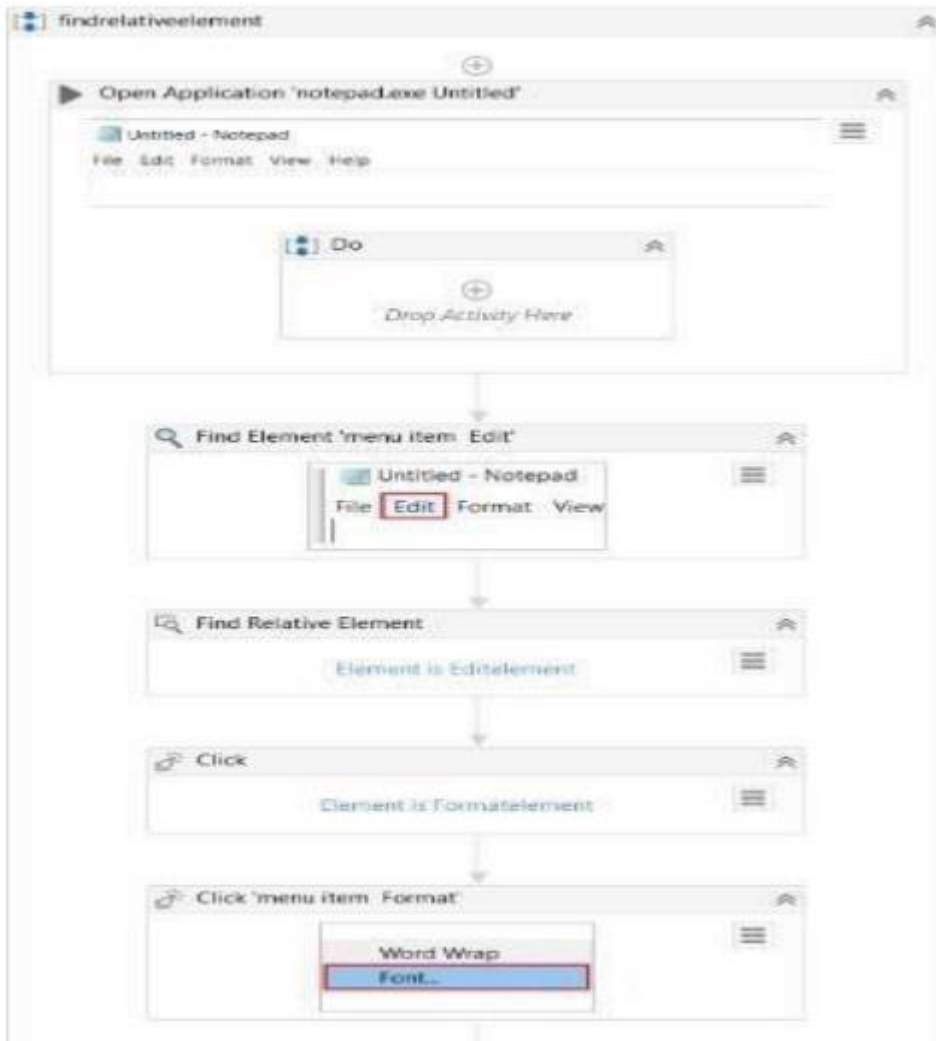 findrelativeelement
Open Application 'notepad.exe Untitled'
Untitled - Notepad
File Edit Format View Help
Do
Drop Activity Here
Find Element 'menu item Edit'
Untitled - Notepad
File Edit Format View
Find Relative Element
Element is Editelement
Click
Element is Formatelement
Click 'menu item Format'
Word Wrap
Font...